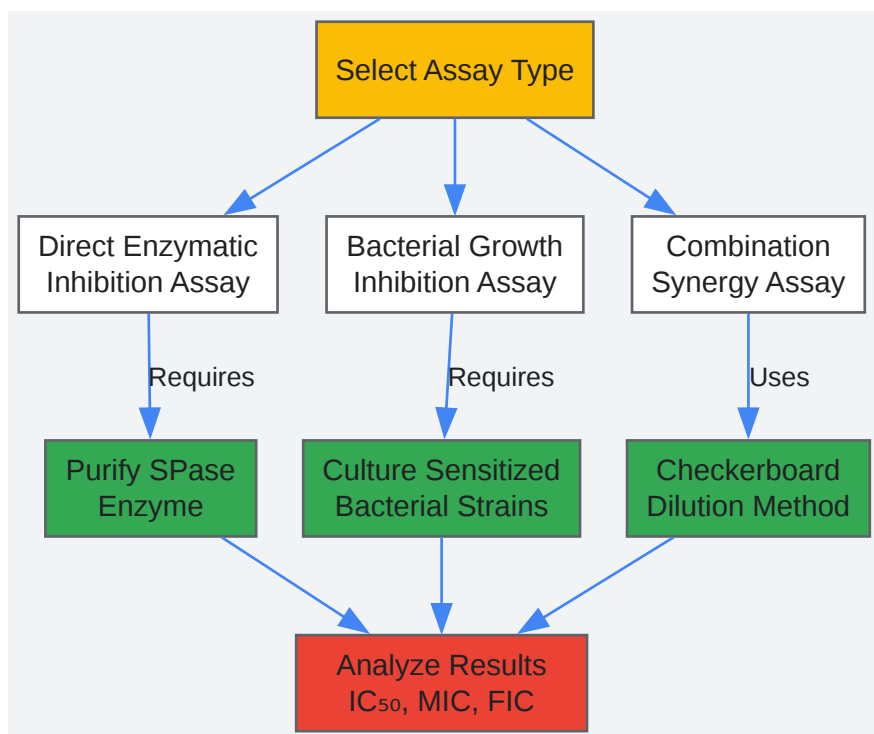 Select Assay Type
Direct Enzymatic
Inhibition Assay
Bacterial Growth
Inhibition Assay
Combination
Synergy Assay
Requires
Requires
Uses
Purify SPase
Enzyme
Culture Sensitized
Bacterial Strains
Checkerboard
Dilution Method
Analyze Results
IC₅₀, MIC, FIC